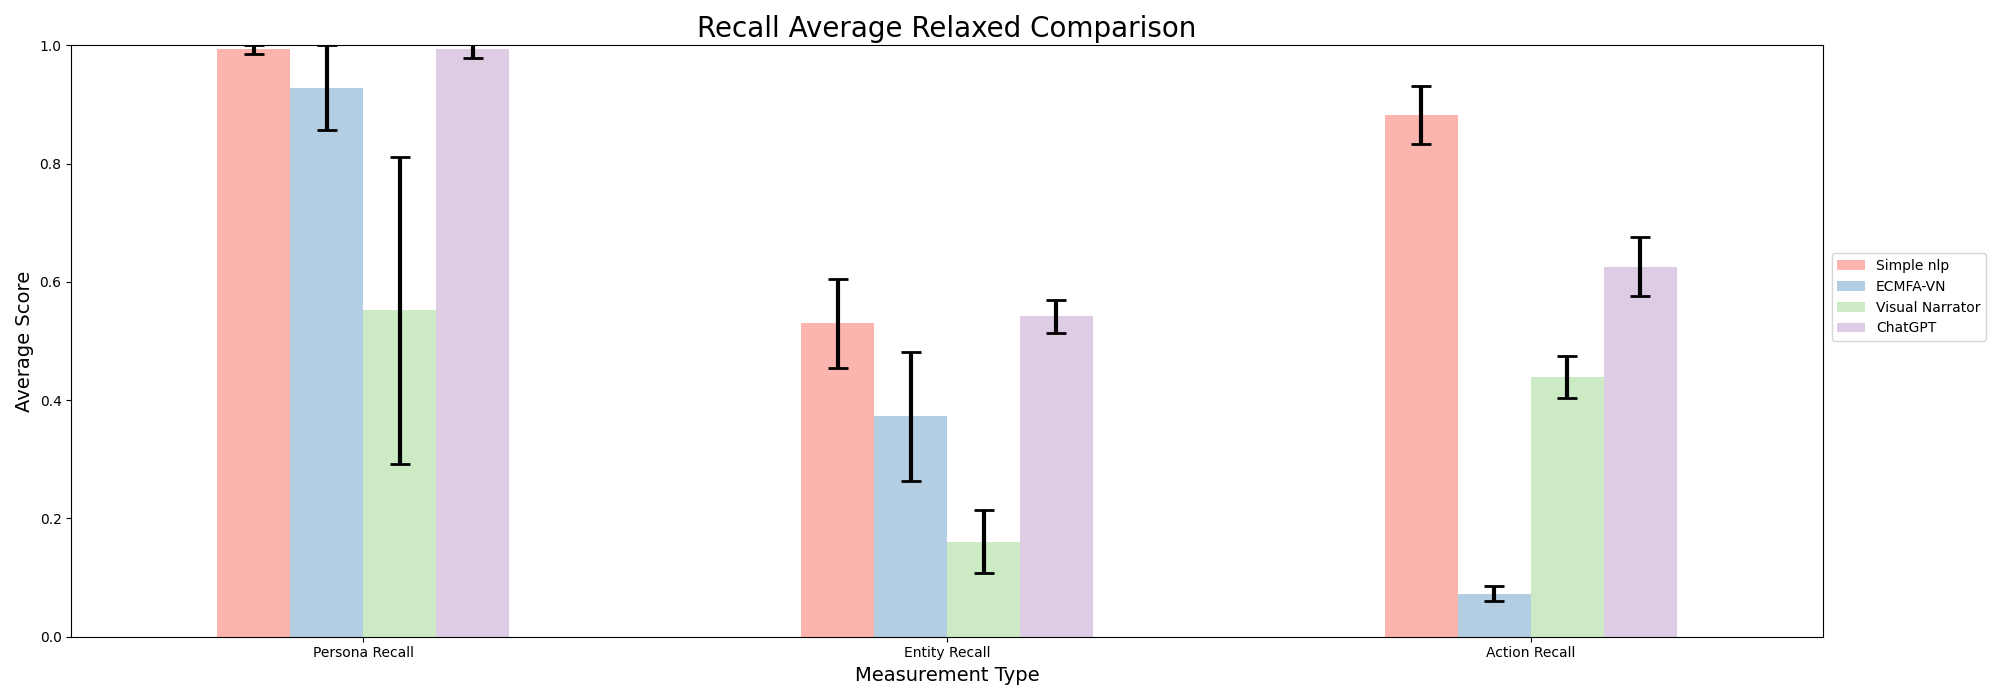 Recall Average Relaxed Comparison
1.0
0.8
0.6
0.4
0.2
0.0
Average Score
Persona Recall
Entity Recall
Action Recall
Measurement Type
Simple nlp
ECMFA-VN
Visual Narrator
ChatGPT